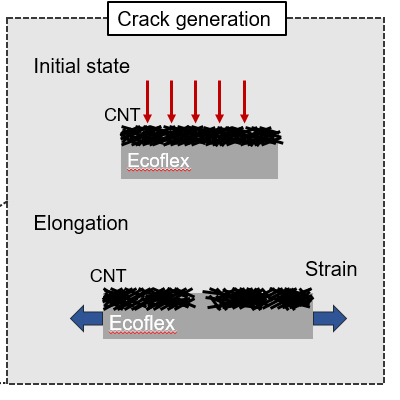 Crack generation
Initial state
CNT
Ecoflex
Elongation
CNT
Strain
Ecoflex